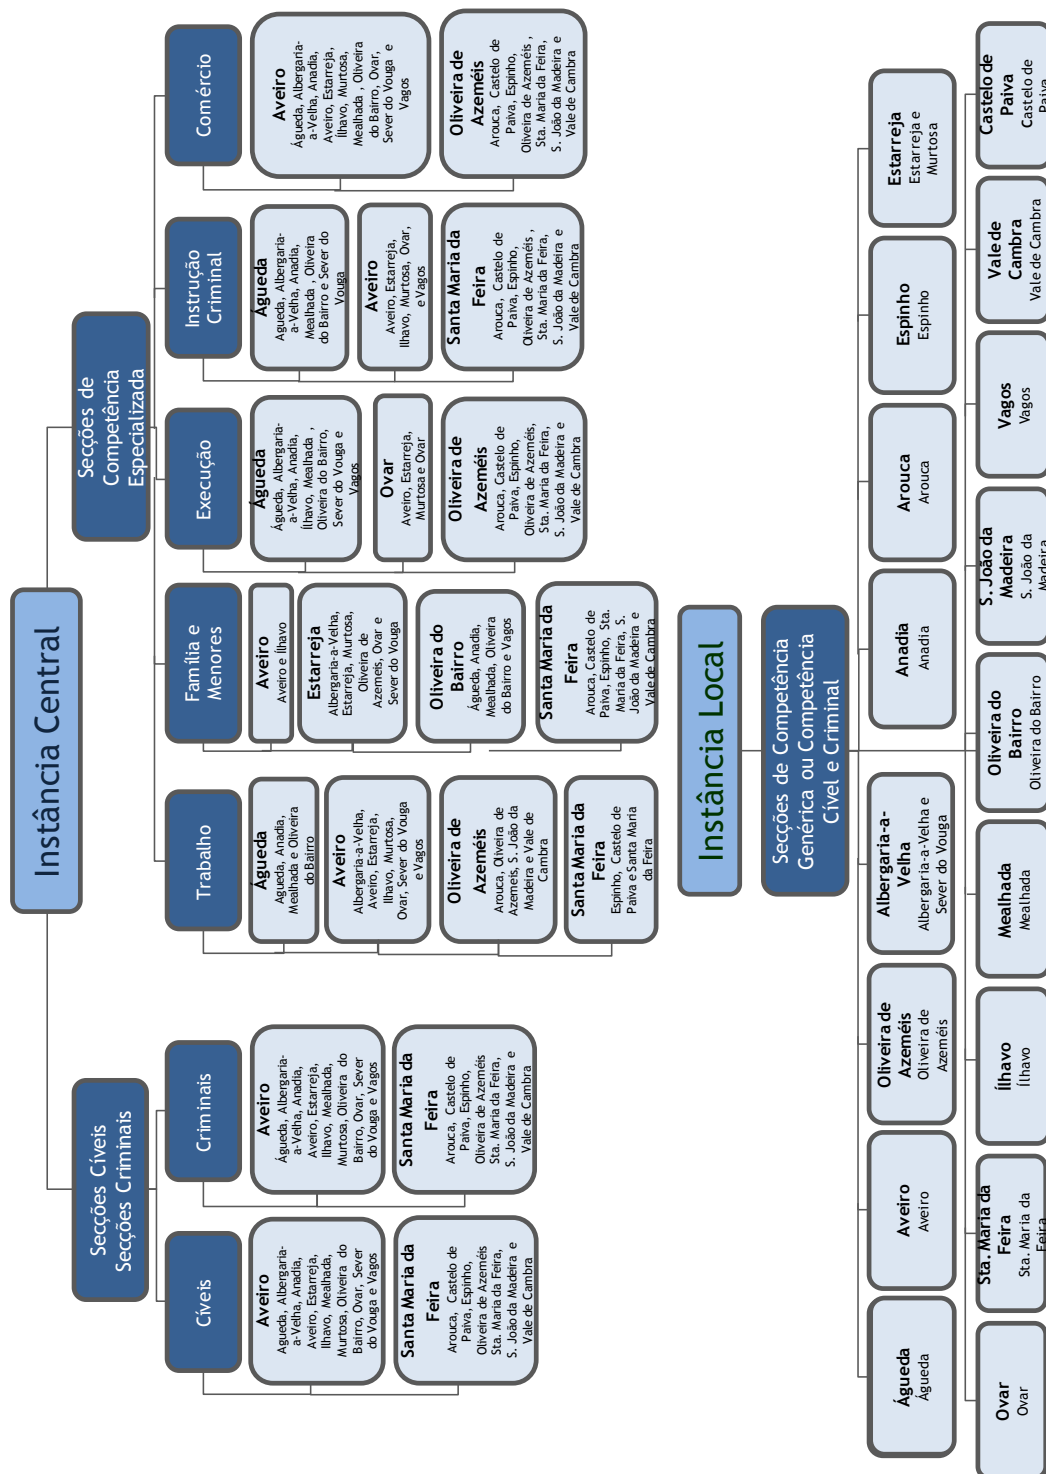 Instância Central
Secções Cíveis
Secções Criminais
Secções de
Competência
Especializada
Cíveis
Aveiro
Águeda, Albergaria-
a-Velha, Anadia,
Aveiro, Estarreja,
Ilhavo, Mealhada,
Murtosa, Oliveira do
Bairro, Ovar, Sever
do Vouga e Vagos
Santa Maria da
Feira
Arouca, Castelo de
Paiva, Espinho,
Oliveira de Azeméis
Sta. Maria da Feira,
S. João da Madeira e
Vale de Cambra
Criminais
Aveiro
Águeda, Albergaria-
a-Velha, Anadia,
Aveiro, Estarreja,
Ilhavo, Mealhada,
Murtosa, Oliveira do
Bairro, Ovar, Sever
do Vouga e Vagos
Santa Maria da
Feira
Arouca, Castelo de
Paiva, Espinho,
Oliveira de Azeméis
Sta. Maria da Feira,
S. João da Madeira e
Vale de Cambra
Trabalho
Águeda
Águeda, Anadia,
Mealhada e Oliveira
do Bairro
Aveiro
Albergaria-a-Velha,
Aveiro, Estarreja,
Ilhavo, Murtosa,
Ovar, Sever do Vouga
e Vagos
Oliveira de
Azeméis
Arouca, Oliveira de
Azemeis, S. João da
Madeira e Vale de
Cambra
Santa Maria da
Feira
Espinho, Castelo de
Paiva e Santa Maria
da Feira
Família e
Menores
Aveiro
Aveiro e Ílhavo
Estarreja
Albergaria-a-Velha,
Estarreja, Murtosa,
Oliveira de
Azemeis, Ovar e
Sever do Vouga
Oliveira do
Bairro
Águeda, Anadia,
Mealhada, Oliveira
do Bairro e Vagos
Santa Maria da
Feira
Arouca, Castelo de
Paiva, Espinho, Sta.
Maria da Feira, S.
João da Madeira e
Vale de Cambra
Execução
Águeda
Águeda, Albergaria-
a-Velha, Anadia,
Ílhavo, Mealhada ,
Oliveira do Bairro,
Sever do Vouga e
Vagos
Ovar
Aveiro, Estarreja,
Murtosa e Ovar
Oliveira de
Azeméis
Arouca, Castelo de
Paiva, Espinho,
Oliveira de Azeméis,
Sta. Maria da Feira,
S. João da Madeira e
Vale de Cambra
Instrução
Criminal
Águeda
Agueda, Albergaria-
a-Velha, Anadia,
Mealhada , Oliveira
do Bairro e Sever do
Vouga
Aveiro
Aveiro, Estarreja,
Ilhavo, Murtosa, Ovar,
e Vagos
Santa Maria da
Feira
Arouca, Castelo de
Paiva, Espinho,
Oliveira de Azeméis ,
Sta. Maria da Feira,
S. João da Madeira e
Vale de Cambra
Comércio
Aveiro
Águeda, Albergaria-
a-Velha, Anadia,
Aveiro, Estarreja,
Ílhavo, Murtosa,
Mealhada , Oliveira
do Bairro, Ovar,
Sever do Vouga e
Vagos
Oliveira de
Azeméis
Arouca, Castelo de
Paiva, Espinho,
Oliveira de Azeméis ,
Sta. Maria da Feira,
S. João da Madeira e
Vale de Cambra
Instância Local
Secções de Competência
Genérica ou Competência
Cível e Criminal
Águeda
Águeda
Aveiro
Aveiro
Oliveira de
Azeméis
Oliveira de
Azeméis
Albergaria-a-
Velha
Albergaria-a-Velha e
Sever do Vouga
Anadia
Anadia
Arouca
Arouca
Espinho
Espinho
Estarreja
Estarreja e
Murtosa
Ovar
Ovar
Sta. Maria da
Feira
Sta. Maria da
Feira
Ílhavo
Ílhavo
Mealhada
Mealhada
Oliveira do
Bairro
Oliveira do Bairro
S. João da
Madeira
S. João da
Madeira
Vagos
Vagos
Vale de
Cambra
Vale de Cambra
Castelo de
Paiva
Castelo de
Paiva